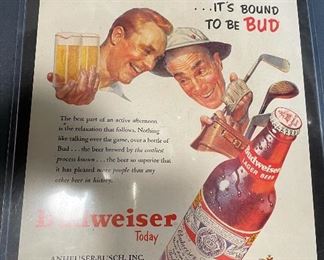 ...IT'S BOUND
TO BE BUD
The best part of an active afternoon
is the relaxation that follows. Nothing
like talking over the game, over a bottle of
Bud . . . the beer brewed by the costliest
process known . . . the beer so superior that
it has pleased more people than any
other beer in history.
Budweiser
LAGER BEER
Budweiser
Today
ANHEUSER-BUSCH, INC.